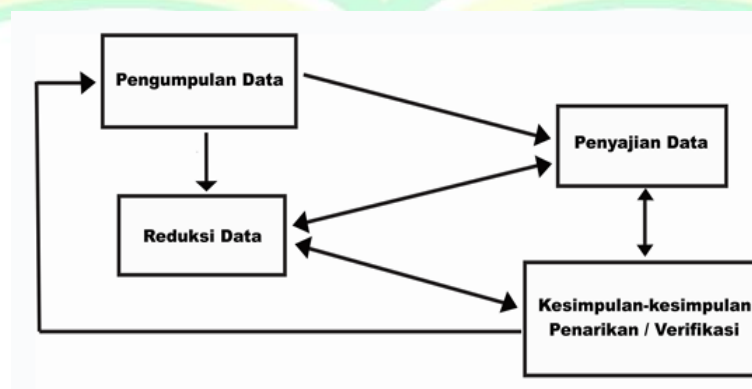 Pengumpulan Data
Penyajian Data
Reduksi Data
Kesimpulan-kesimpulan
Penarikan / Verifikasi